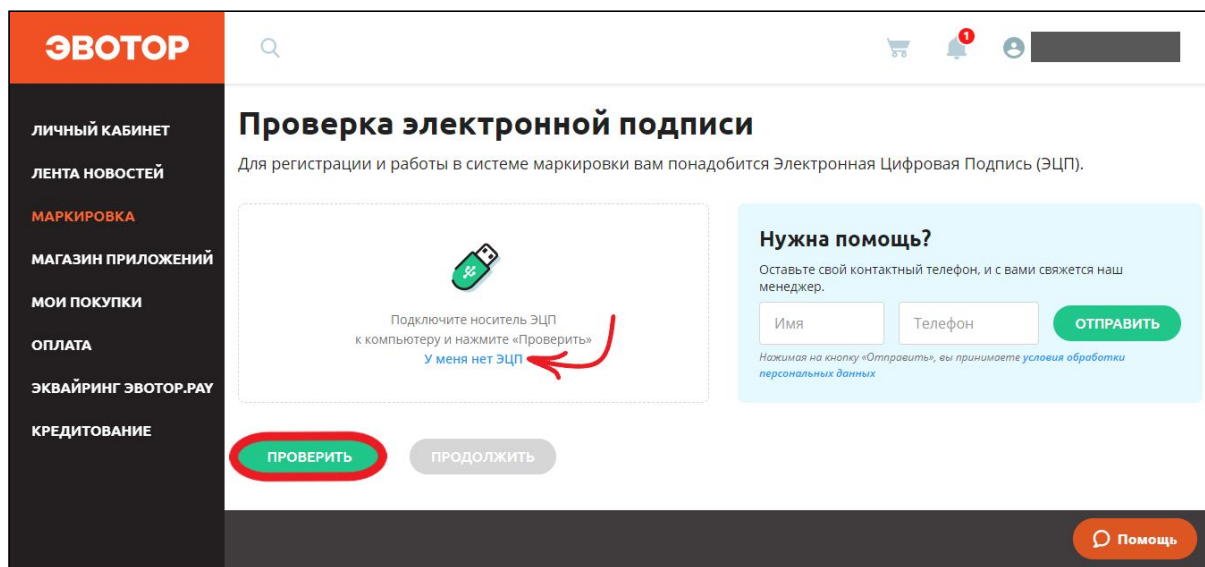 ЭВОТОР
1
ЛИЧНЫЙ КАБИНЕТ
ЛЕНТА НОВОСТЕЙ
МАРКИРОВКА
МАГАЗИН ПРИЛОЖЕНИЙ
МОИ ПОКУПКИ
ОПЛАТА
ЭКВАЙРИНГ ЭВОТОР.PAY
КРЕДИТОВАНИЕ
Проверка электронной подписи
Для регистрации и работы в системе маркировки вам понадобится Электронная Цифровая Подпись (ЭЦП).
Подключите носитель ЭЦП
к компьютеру и нажмите «Проверить»
У меня нет ЭЦП
Нужна помощь?
Оставьте свой контактный телефон, и с вами свяжется наш
менеджер.
Имя
Телефон
ОТПРАВИТЬ
Нажимая на кнопку «Отправить», вы принимаете условия обработки
персональных данных
ПРОВЕРИТЬ
ПРОДОЛЖИТЬ
Помощь